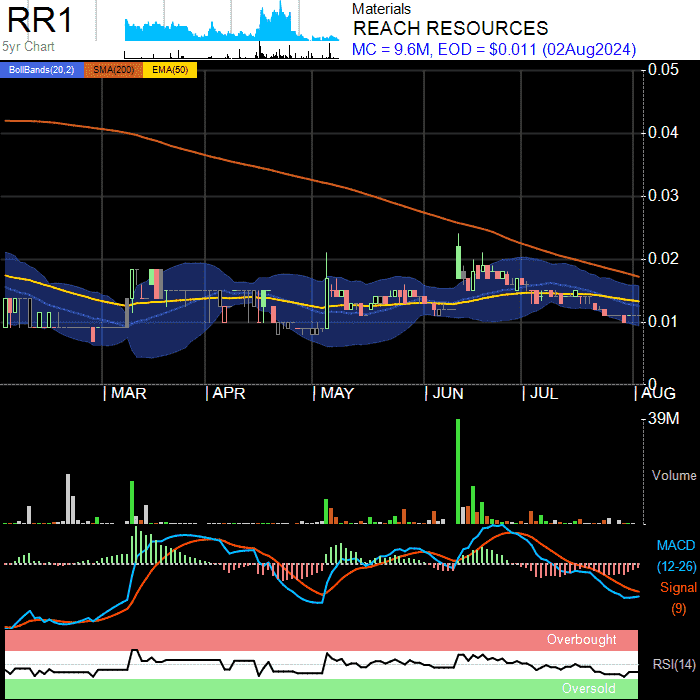 RR1
5yr Chart
Materials
REACH RESOURCES
MC = 9.6M, EOD = $0.011 (02Aug2024)
BollBands(20,2) SMA(200) EMA(50)
0.05
0.04
0.03
0.02
0.01
0
MAR APR MAY JUN JUL AUG
39M
Volume
MACD
(12-26)
Signal
(9)
Overbought
RSI(14)
Oversold